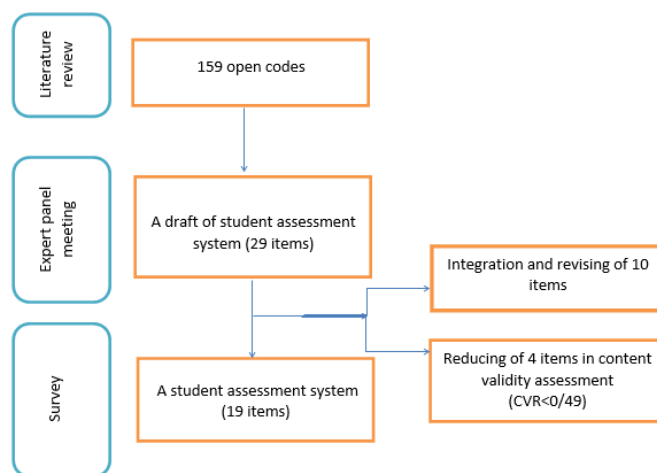 Literature
review
159 open codes
Expert panel
meeting
A draft of student assessment
system (29 items)
Integration and revising of 10
items
Reducing of 4 items in content
validity assessment
(CVR<0/49)
Survey
A student assessment system
(19 items)